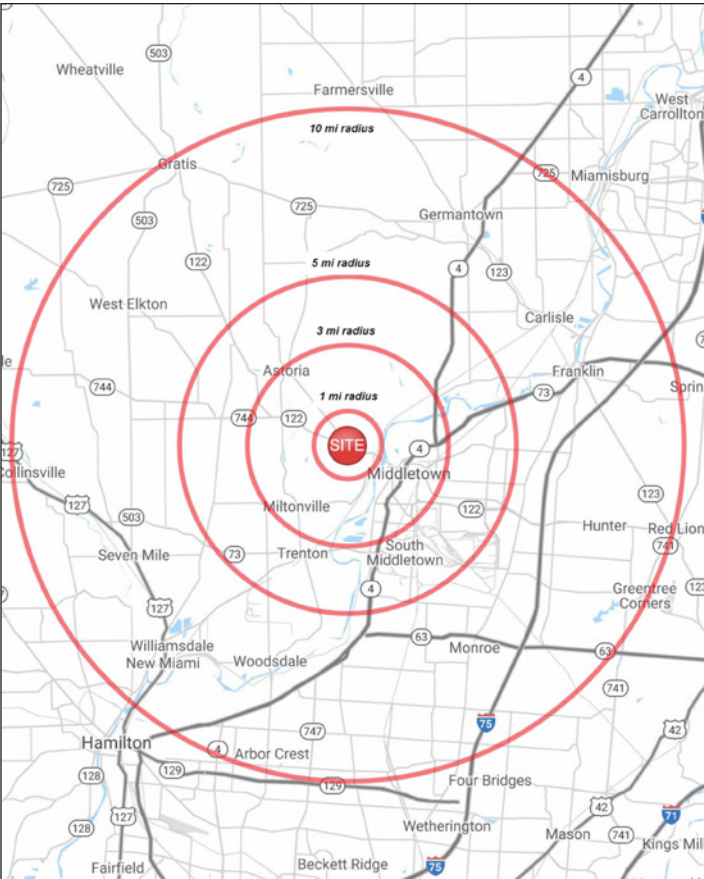 503
Wheatville
4
Farmersville
West
Carrollton
10 mi radius
Gratis
725
Miamisburg
725
503
725
Germantown
122
5 mi radius
4
123
West Elkton
Carlisle
3 mi radius
Astoria
Franklin
744
1 mi radius
73
744
122
SITE
4
127
Collinsville
Middletown
127
Miltonville
122
123
503
Hunter
Red Lion
Seven Mile
73
Trenton
South
Middletown
741
4
Greentree
Corners
123
127
63
Williamsdale
New Miami
Woodsdale
Monroe
63
741
75
747
42
Hamilton
4
Arbor Crest
128
129
129
Four Bridges
127
42
71
128
Wetherington
Mason
741
Kings Mil
Fairfield
Beckett Ridge
75